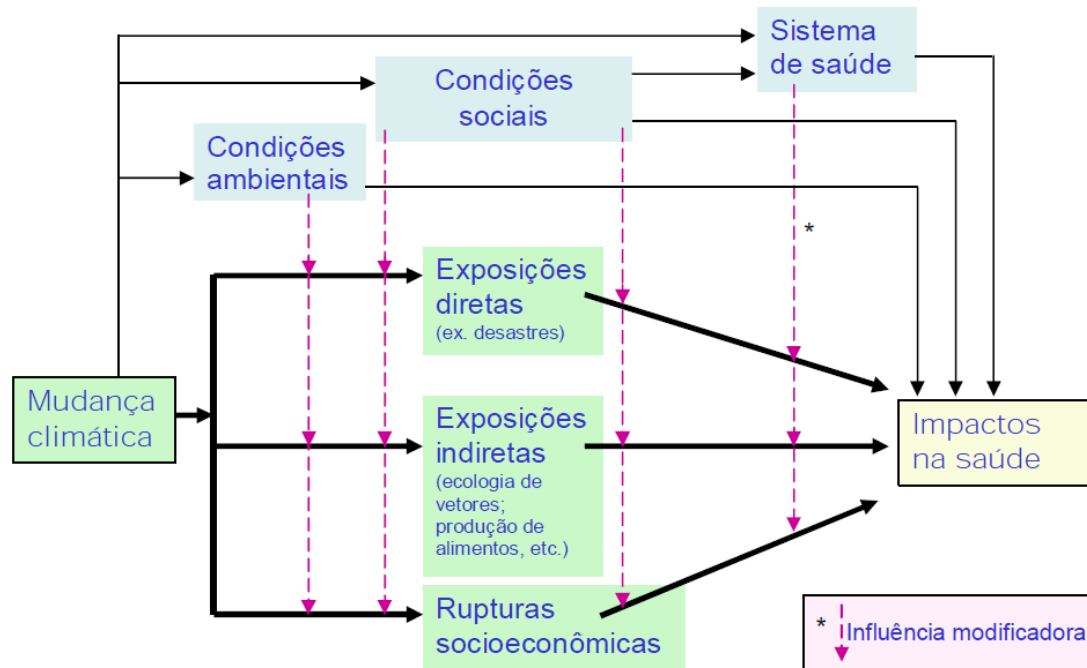 Sistema
de saúde
Condições
sociais
Condições
ambientais
*
Exposições
diretas
(ex. desastres)
Mudança
climática
Exposições
indiretas
(ecologia de
vetores;
produção de
alimentos, etc.)
Impactos
na saúde
Rupturas
socioeconômicas
* Influência modificadora